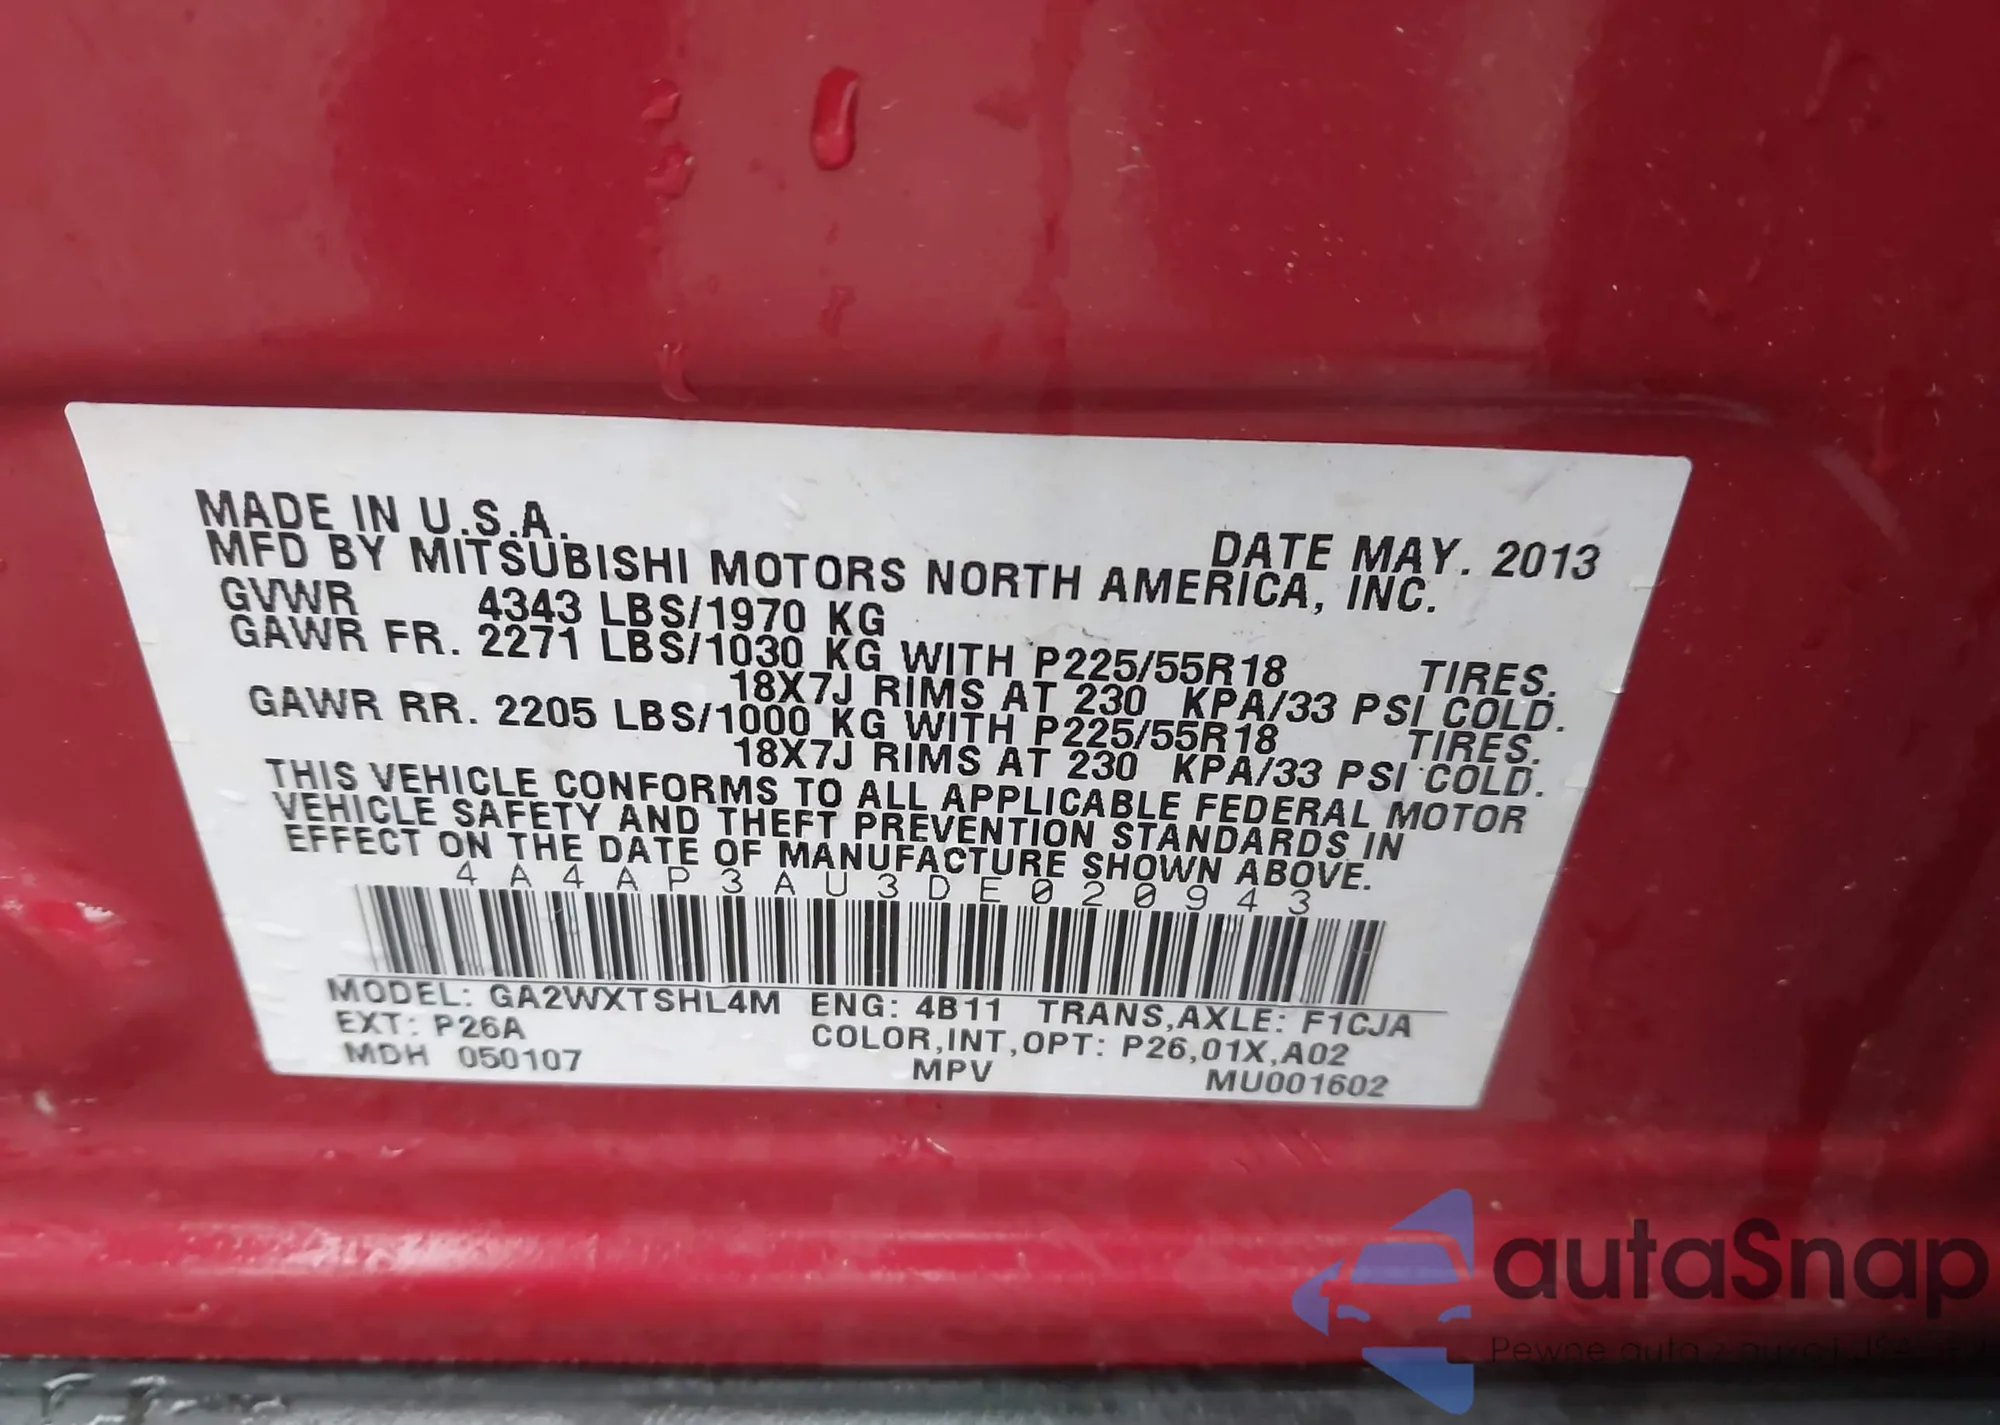 MADE IN U.S.A.
DATE MAY. 2013
MFD BY MITSUBISHI MOTORS NORTH AMERICA, INC.
GVWR 4343 LBS/1970 KG
GAWR FR. 2271 LBS/1030 KG WITH P225/55R18 TIRES.
18X7J RIMS AT 230 KPA/33 PSI COLD.
GAWR RR. 2205 LBS/1000 KG WITH P225/55R18 TIRES.
18X7J RIMS AT 230 KPA/33 PSI COLD.
THIS VEHICLE CONFORMS TO ALL APPLICABLE FEDERAL MOTOR
VEHICLE SAFETY AND THEFT PREVENTION STANDARDS IN
EFFECT ON THE DATE OF MANUFACTURE SHOWN ABOVE.
4A4AP3AU3DE020943
MODEL: GA2WXTSHL4M ENG: 4B11 TRANS,AXLE: F1CJA
EXT: P26A COLOR,INT,OPT: P26,01X,A02
MDH 050107 MPV MU001602
autaSnap
Pewne auta z aukcji USA